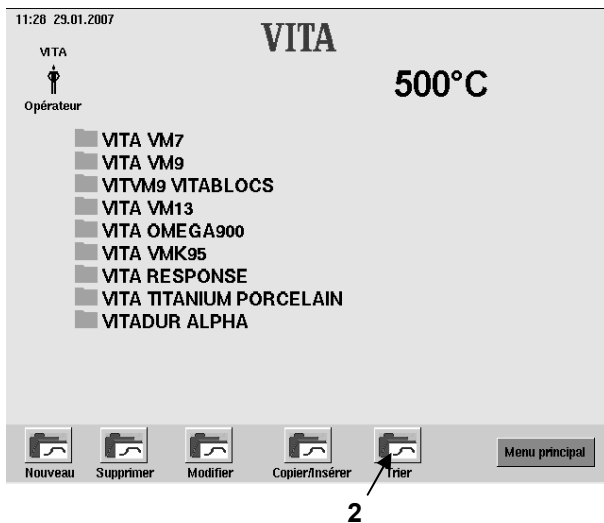 11:28 29.01.2007
VITA
VITA
500°C
Opérateur
VITA VM7
VITA VM9
VITVM9 VITABLOCS
VITA VM13
VITA OMEGA900
VITA VMK95
VITA RESPONSE
VITA TITANIUM PORCELAIN
VITADUR ALPHA
Nouveau Supprimer Modifier Copier/Insérer Trier Menu principal
2